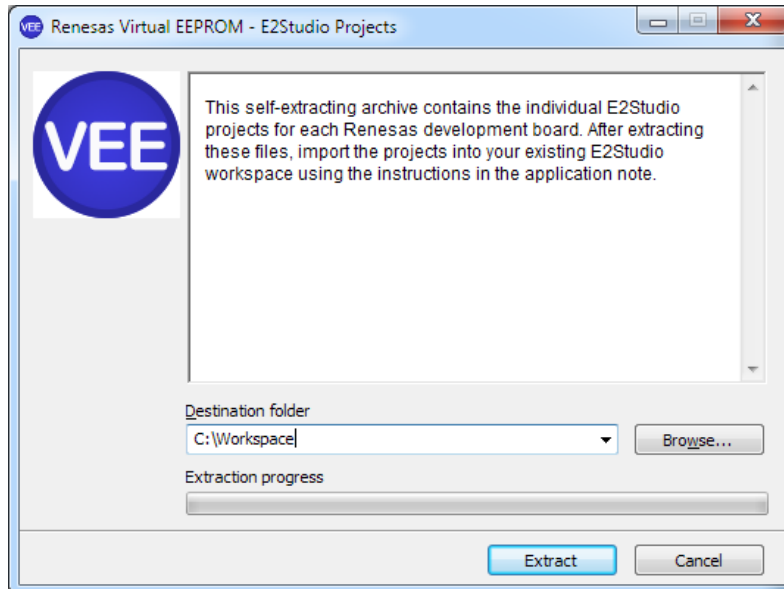 VEE Renesas Virtual EEPROM - E2Studio Projects
VEE
This self-extracting archive contains the individual E2Studio
projects for each Renesas development board. After extracting
these files, import the projects into your existing E2Studio
workspace using the instructions in the application note.
Destination folder
C:\Workspace
Browse...
Extraction progress
Extract
Cancel